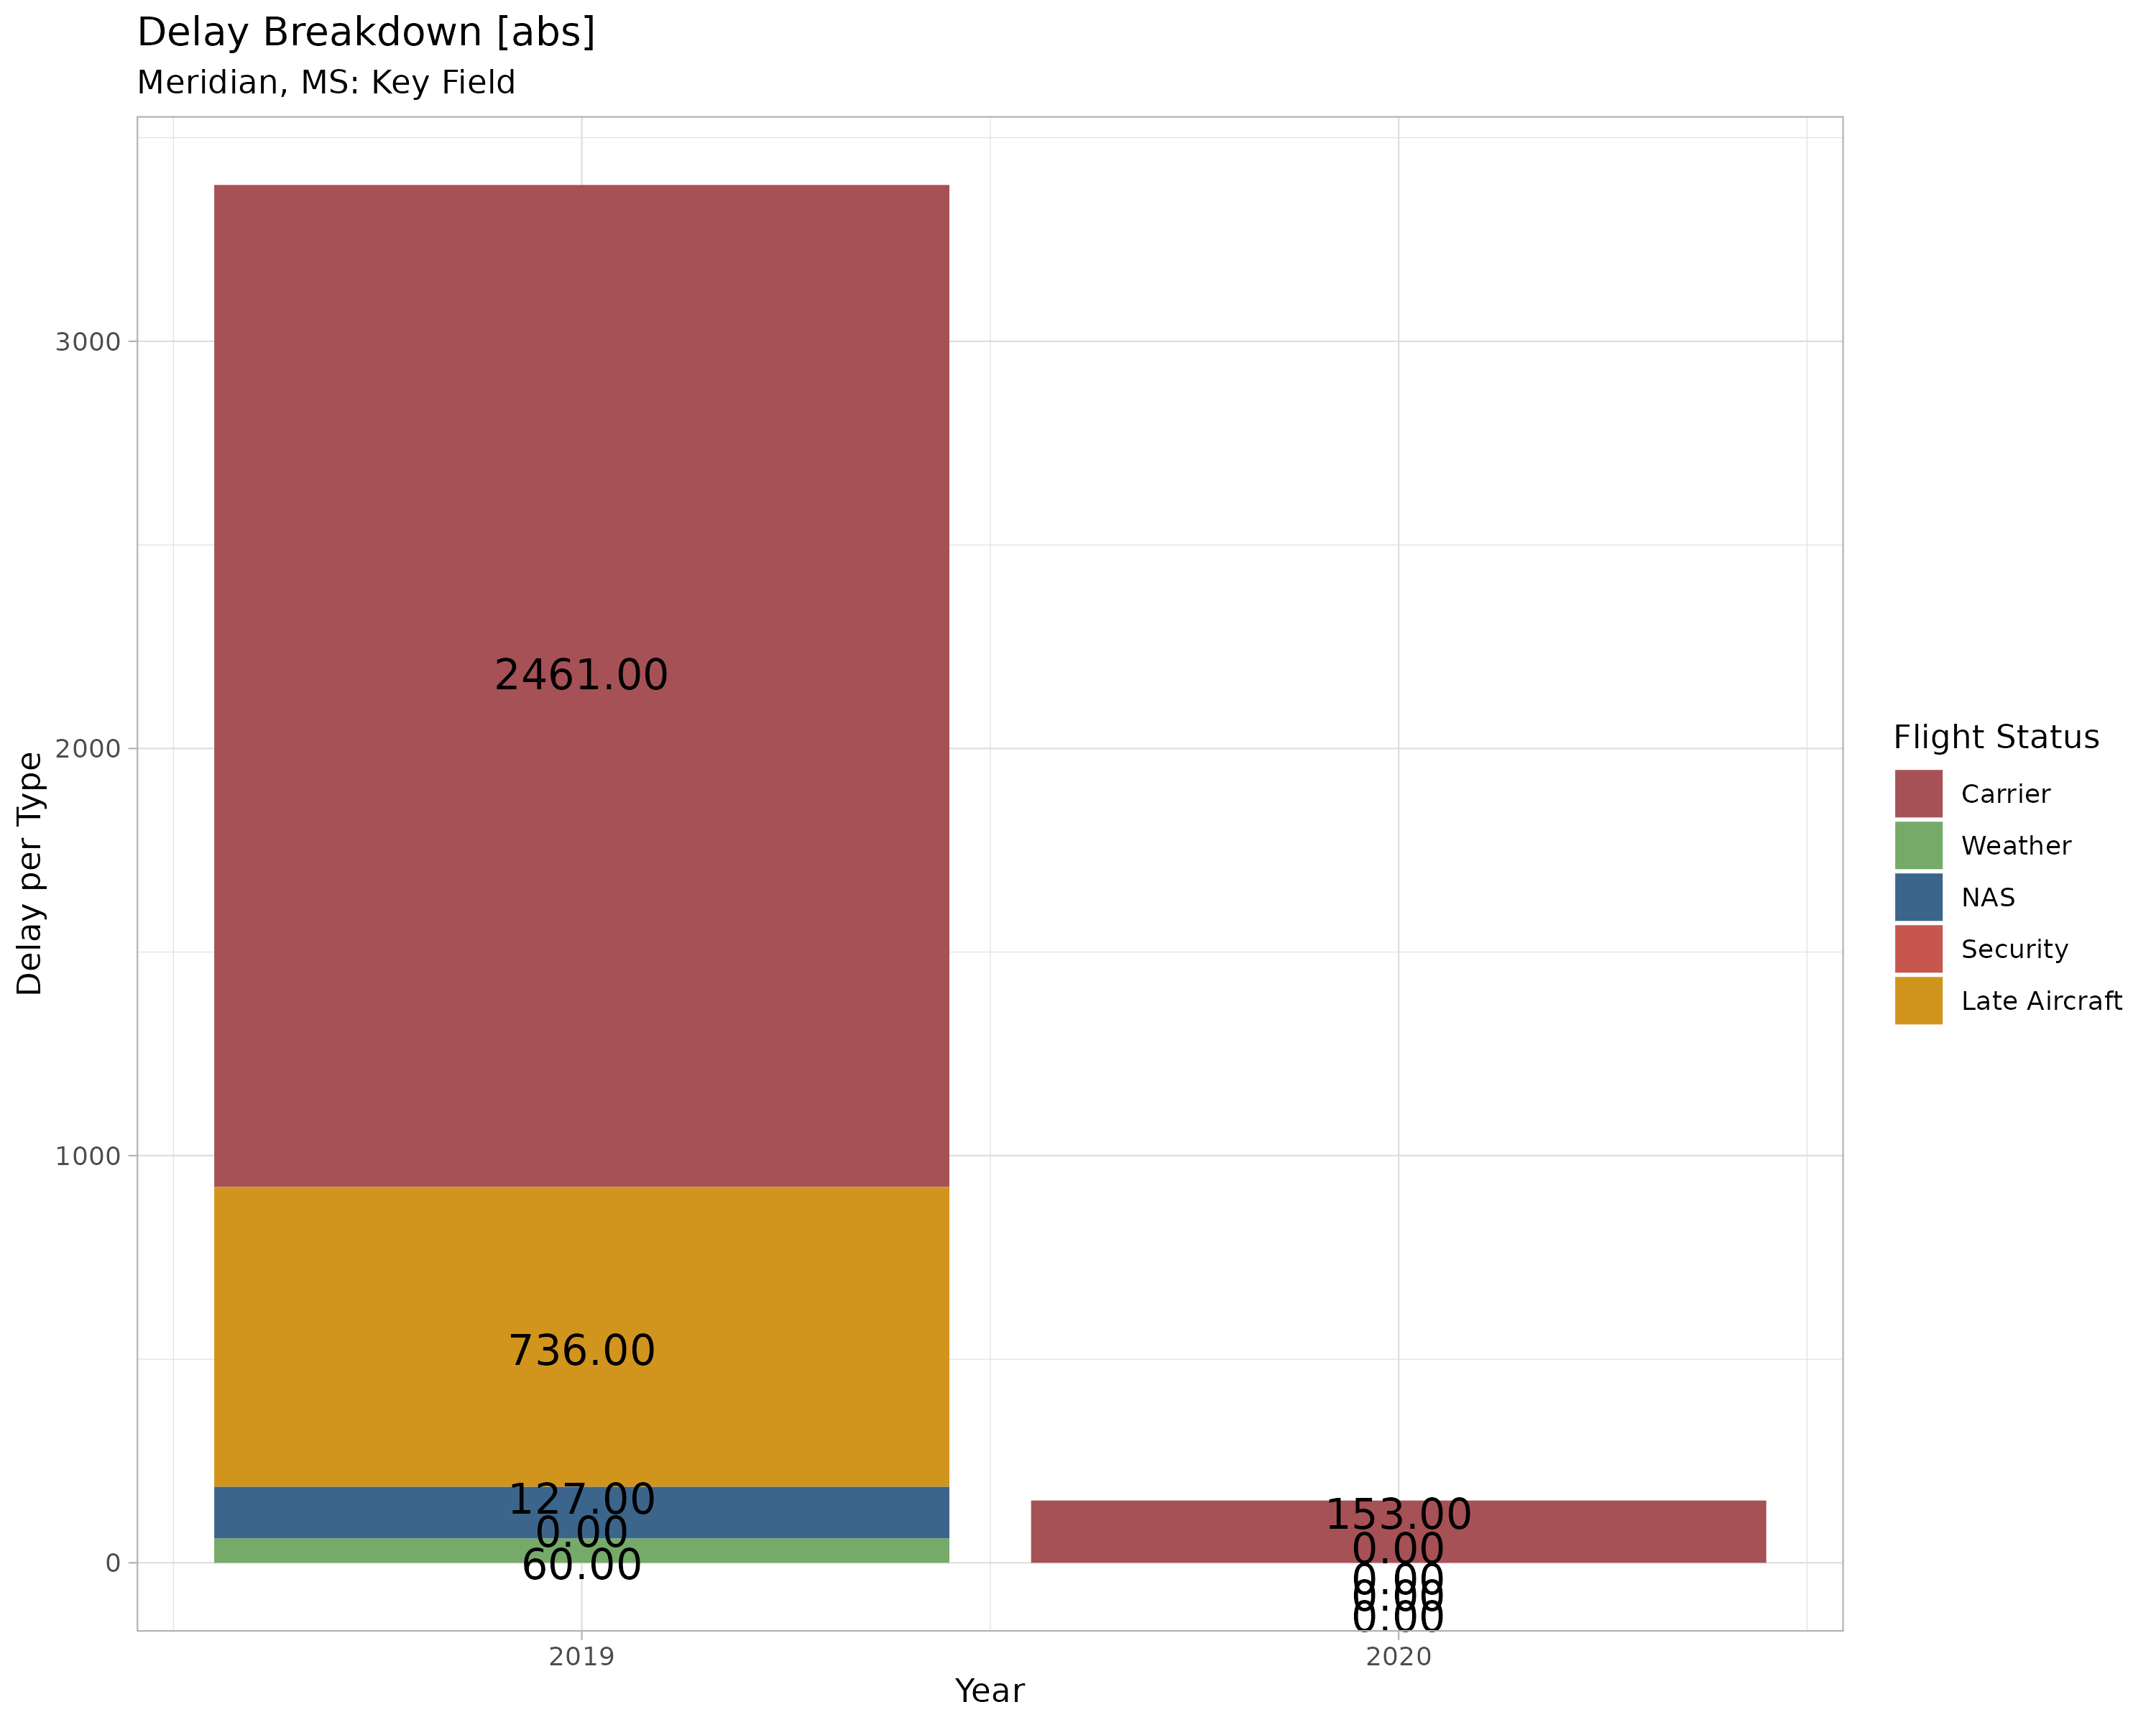 Delay Breakdown [abs]
Meridian, MS: Key Field
Delay per Type
3000
2000
1000
0
2461.00
736.00
127.00
0.00
60.00
153.00
0.00
0.00
0.00
0.00
2019
2020
Year
Flight Status
Carrier
Weather
NAS
Security
Late Aircraft